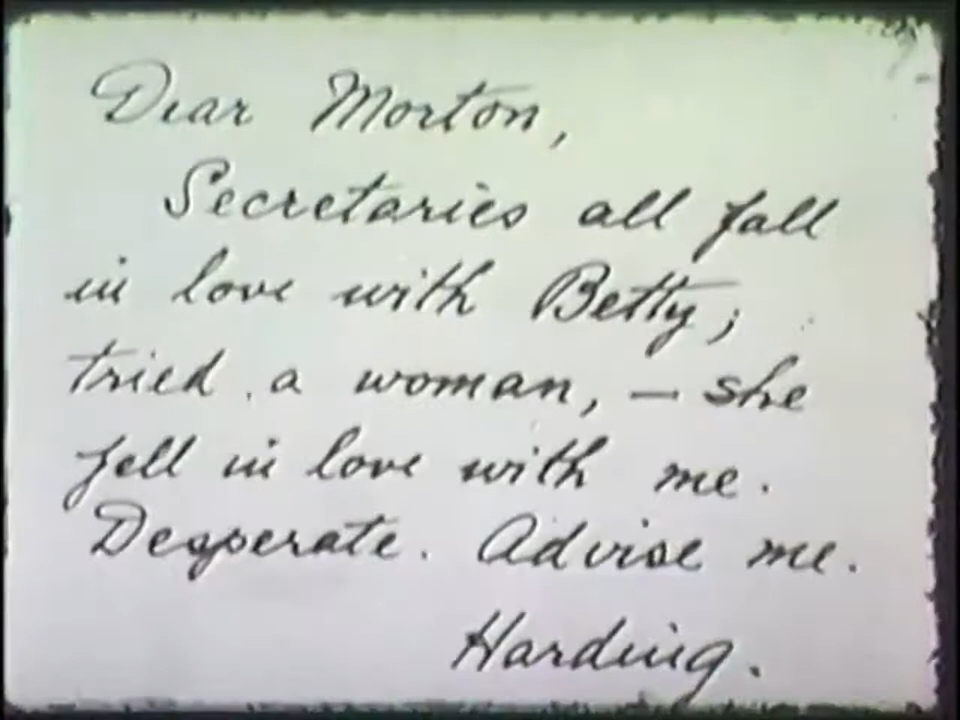 Dear Morton,
Secretaries all fall
in love with Betty;
tried a woman, — she
fell in love with me.
Desperate. Advise me.
Harding.